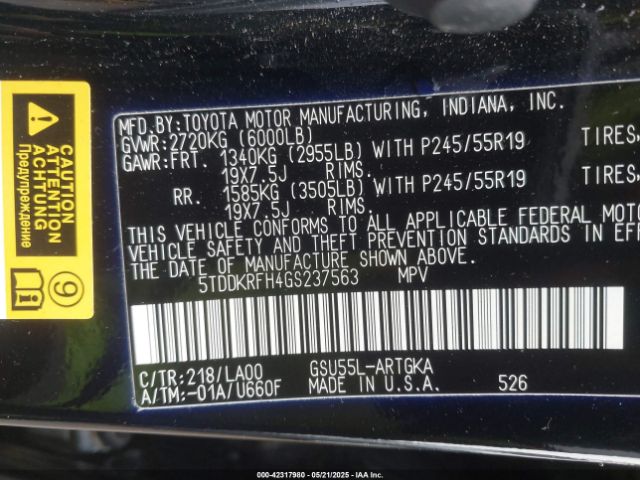 MFD.BY:TOYOTA MOTOR MANUFACTURING, INDIANA, INC.
GVWR:2720KG (6000LB)
GAWR:FRT. 1340KG (2955LB) WITH P245/55R19 TIRES,
19X7.5J RIMS.
RR. 1585KG (3505LB) WITH P245/55R19 TIRES,
19X7.5J RIMS.
THIS VEHICLE CONFORMS TO ALL APPLICABLE FEDERAL MOTO
VEHICLE SAFETY AND THEFT PREVENTION STANDARDS IN EFF
THE DATE OF MANUFACTURE SHOWN ABOVE.
5TDDKRFH4GS237563 MPV
C/TR:218/LA00 GSU55L-ARTGKA
A/TM:-01A/U660F MADE IN U.S.A. 526
CAUTION
ATTENTION
Предупреждение
9
000-42317980 - 05/21/2025 - Copyright IAA, Inc.